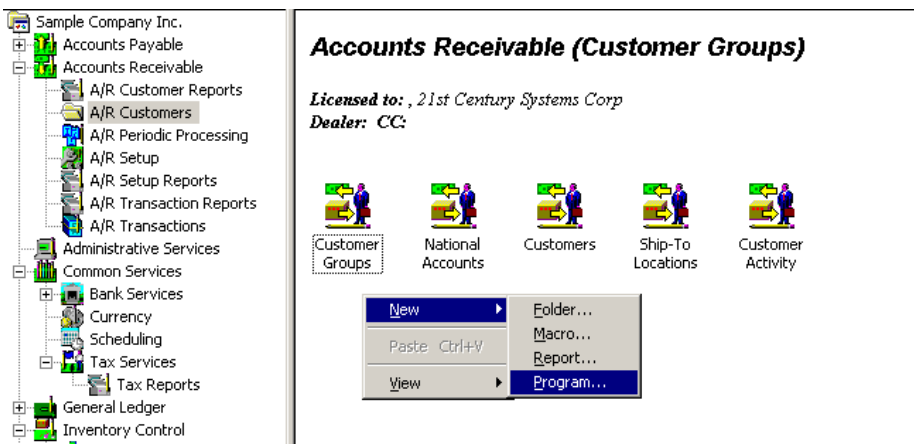 Sample Company Inc.
Accounts Payable
Accounts Receivable
A/R Customer Reports
A/R Customers
A/R Periodic Processing
A/R Setup
A/R Setup Reports
A/R Transaction Reports
A/R Transactions
Administrative Services
Common Services
Bank Services
Currency
Scheduling
Tax Services
Tax Reports
General Ledger
Inventory Control
Accounts Receivable (Customer Groups)
Licensed to: , 21st Century Systems Corp
Dealer: CC:
Customer
Groups
National
Accounts
Customers
Ship-To
Locations
Customer
Activity
New
Paste Ctrl+V
View
Folder...
Macro...
Report...
Program...